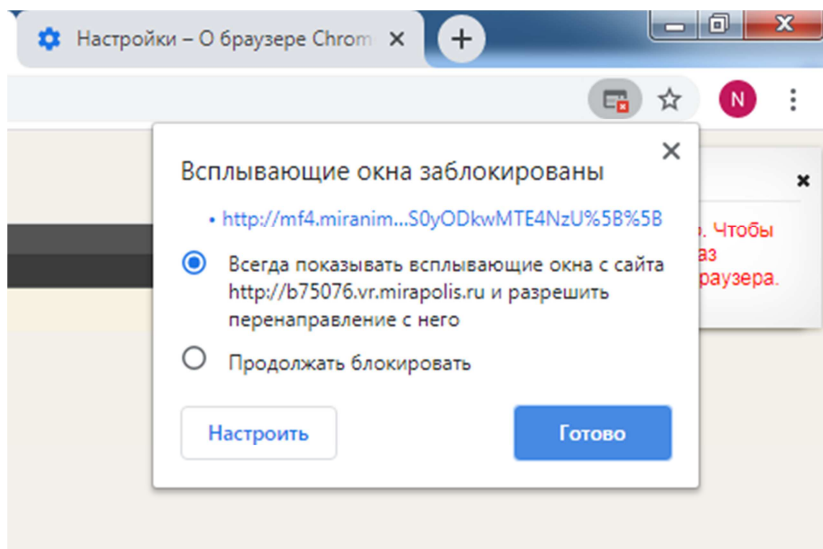 Настройки – О браузере Chrom
N
Всплывающие окна заблокированы
• http://mf4.miranim...S0yODkwMTE4NzU%5B%5B
Всегда показывать всплывающие окна с сайта
http://b75076.vr.mirapolis.ru и разрешить
перенаправление с него
Продолжать блокировать
Настроить
Готово
. Чтобы
аз
раузера.